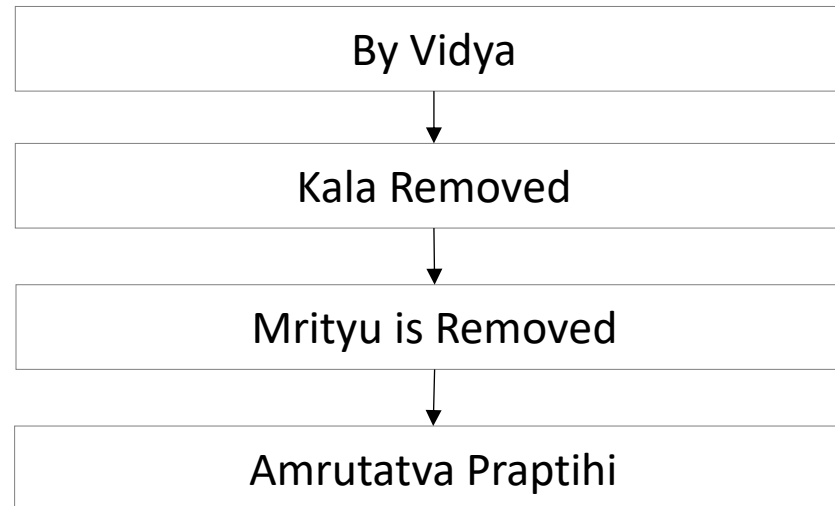 By Vidya
Kala Removed
Mrityu is Removed
Amrutatva Praptihi